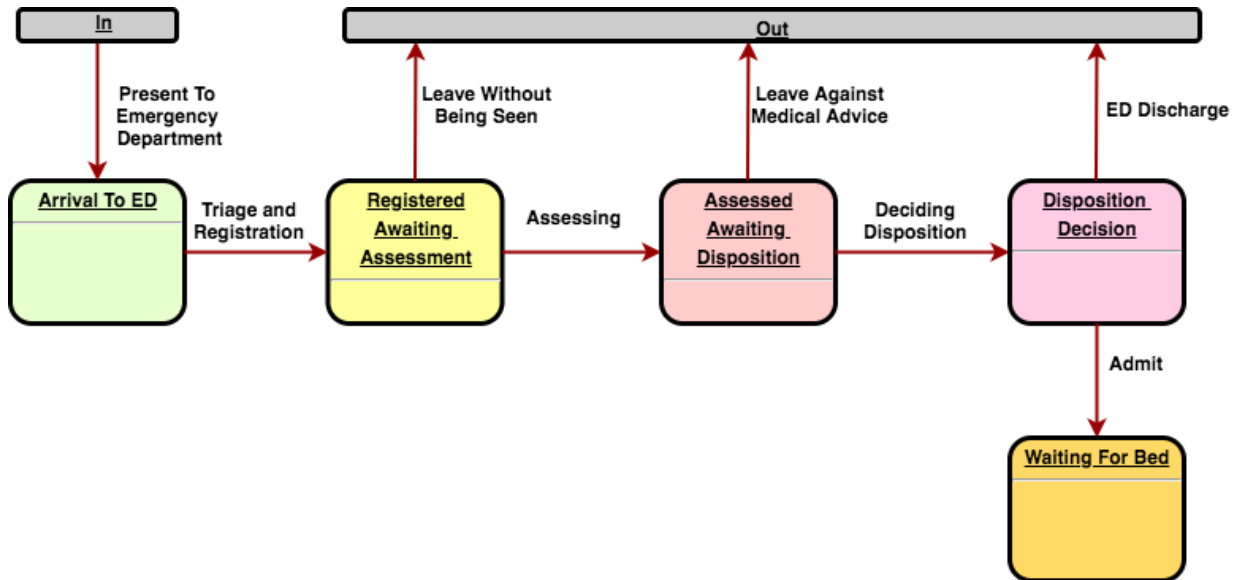 In
Out
Present To
Emergency
Department
Leave Without
Being Seen
Leave Against
Medical Advice
ED Discharge
Arrival To ED
Triage and
Registration
Registered
Awaiting
Assessment
Assessing
Assessed
Awaiting
Disposition
Deciding
Disposition
Disposition
Decision
Admit
Waiting For Bed